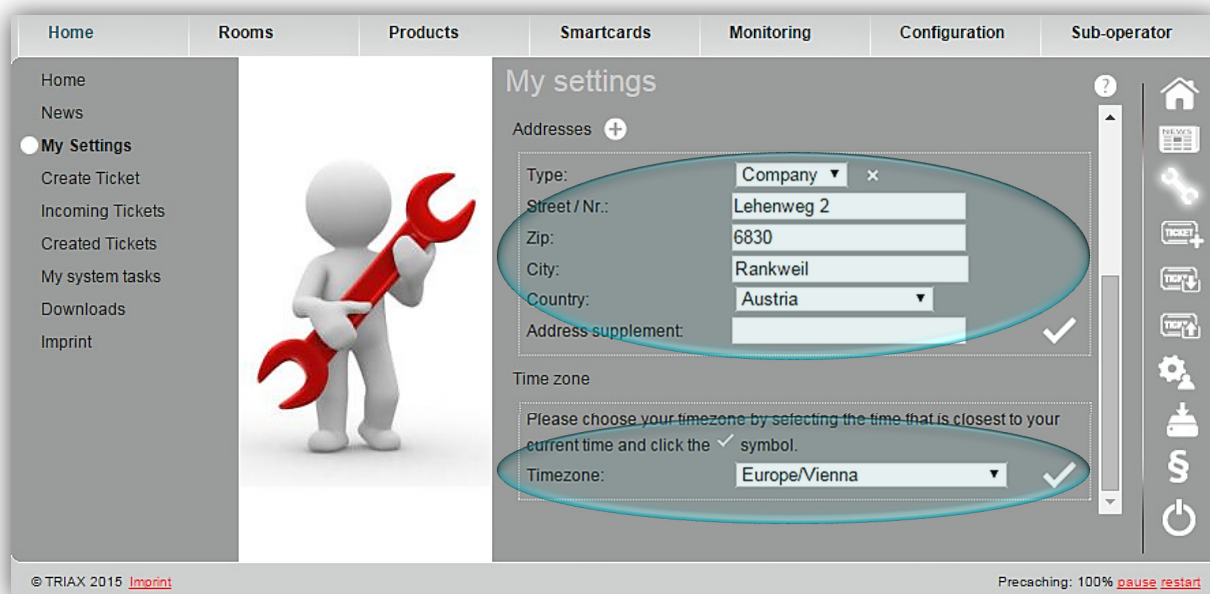 Home Rooms Products Smartcards Monitoring Configuration Sub-operator
Home
News
My Settings
Create Ticket
Incoming Tickets
Created Tickets
My system tasks
Downloads
Imprint
My settings
?
Addresses
Type: Company ×
Street / Nr.: Lehenweg 2
Zip: 6830
City: Rankweil
Country: Austria
Address supplement:
Time zone
Please choose your timezone by selecting the time that is closest to your
current time and click the ✓ symbol.
Timezone: Europe/Vienna
NEWS
TICKET
§
© TRIAX 2015 Imprint
Precaching: 100% pause restart